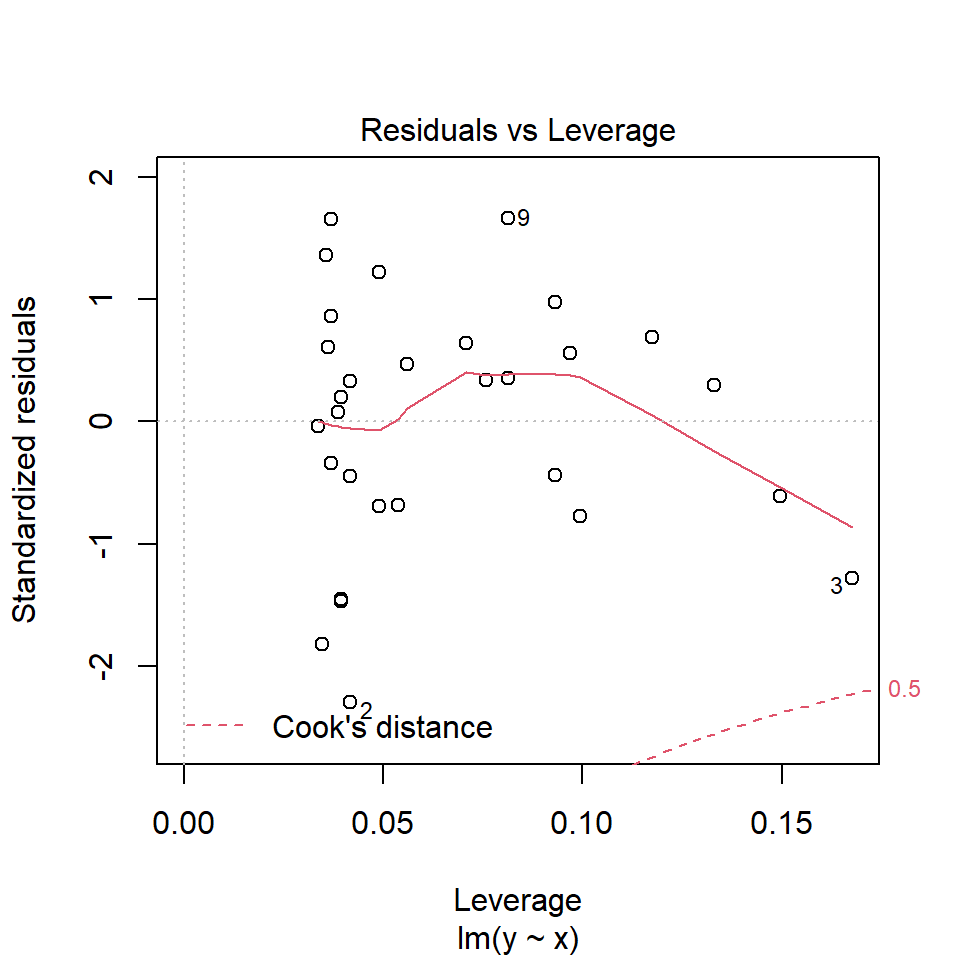 Residuals vs Leverage
Standardized residuals
2
1
0
-1
-2
9
3
2
0.5
Cook's distance
0.00 0.05 0.10 0.15
Leverage
lm(y ~ x)